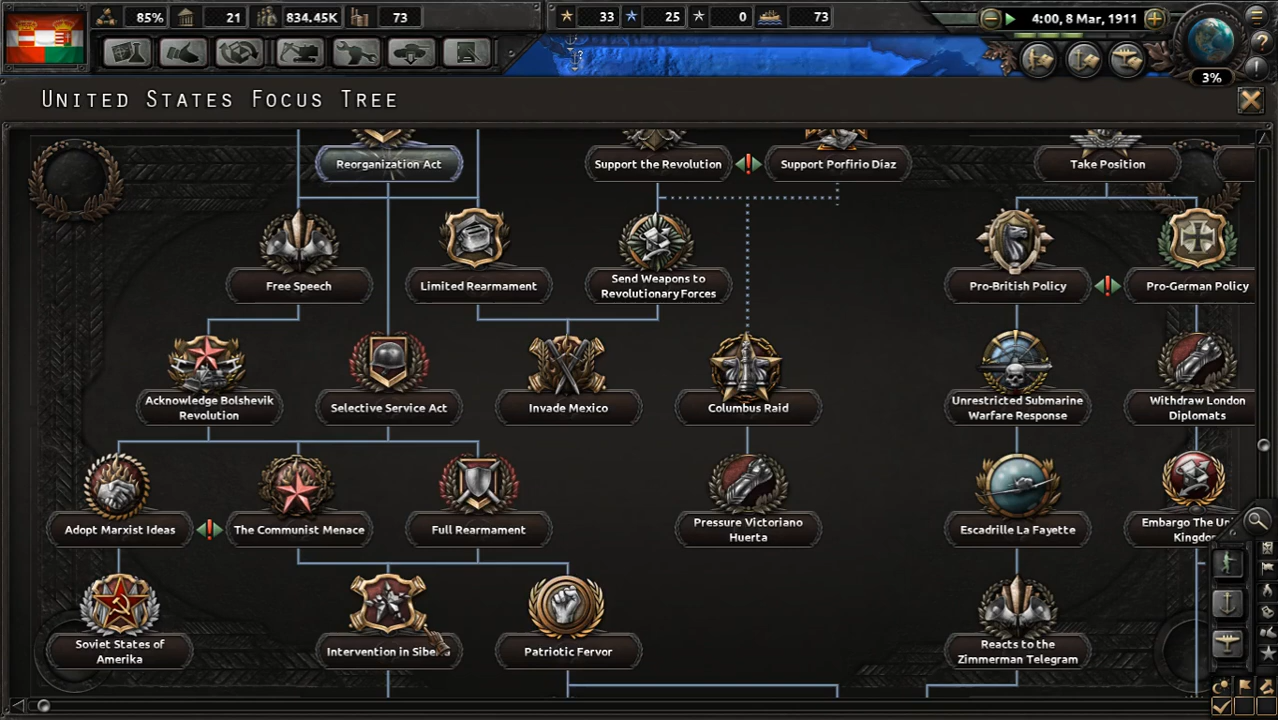 85%
21
834.45K
73
33
25
0
73
4:00, 8 Mar, 1911
?
3%
United States Focus Tree
Reorganization Act
Support the Revolution
Support Porfirio Diaz
Take Position
Free Speech
Limited Rearmament
Send Weapons to
Revolutionary Forces
Pro-British Policy
Pro-German Policy
Acknowledge Bolshevik
Revolution
Selective Service Act
Invade Mexico
Columbus Raid
Unrestricted Submarine
Warfare Response
Withdraw London
Diplomats
Adopt Marxist Ideas
The Communist Menace
Full Rearmament
Pressure Victoriano
Huerta
Escadrille La Fayette
Embargo The
Soviet States of
Amerika
Intervention in
Patriotic Fervor
Reacts to the
Zimmerman Telegram